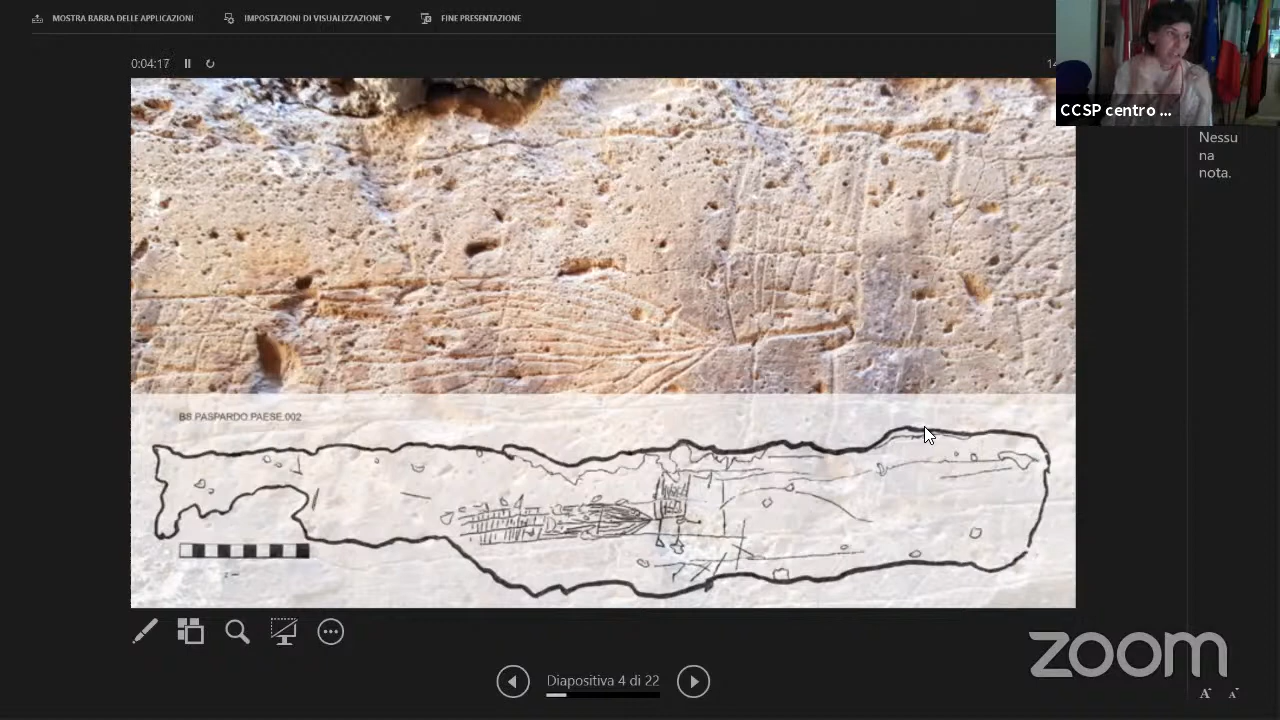 MOSTRA BARRA DELLE APPLICAZIONI
IMPOSTAZIONI DI VISUALIZZAZIONE ▼
FINE PRESENTAZIONE
0:04:17
14
CCSP centro ...
Nessu
na
nota.
BS.PASPARDO.PAESE.002
Diapositiva 4 di 22
zoom
A A